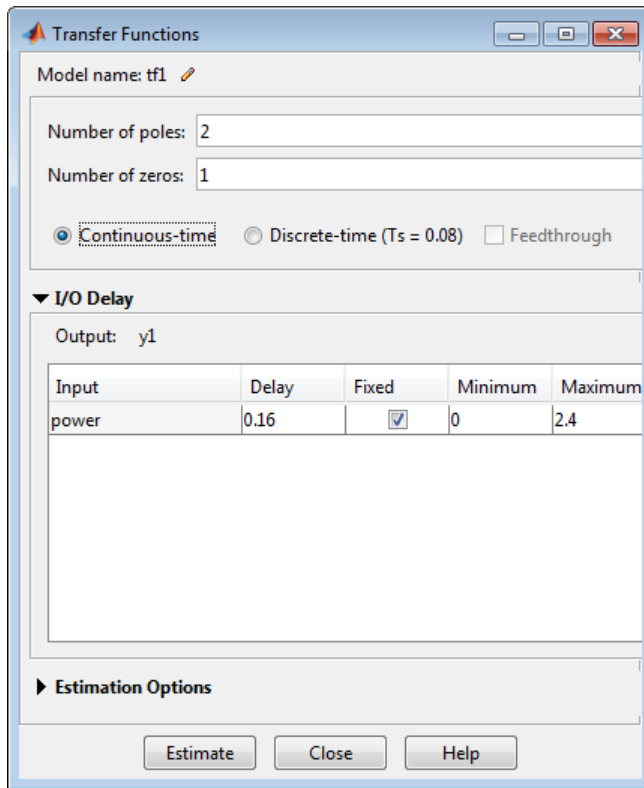 Transfer Functions
Model name: tf1
Number of poles: 2
Number of zeros: 1
Continuous-time Discrete-time (Ts = 0.08) Feedthrough
I/O Delay
Output: y1
Input Delay Fixed Minimum Maximum
power 0.16 0 2.4
Estimation Options
Estimate Close Help